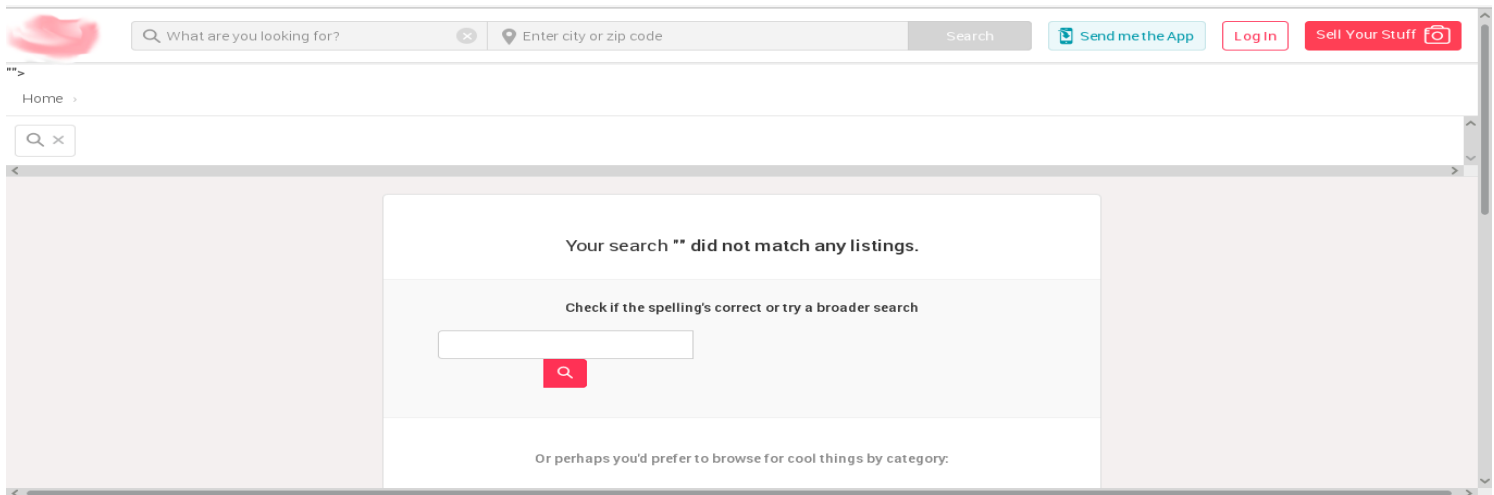 What are you looking for?
Enter city or zip code
Search
Send me the App
Log In
Sell Your Stuff
"">
Home ›
Your search "" did not match any listings.
Check if the spelling's correct or try a broader search
Or perhaps you'd prefer to browse for cool things by category: